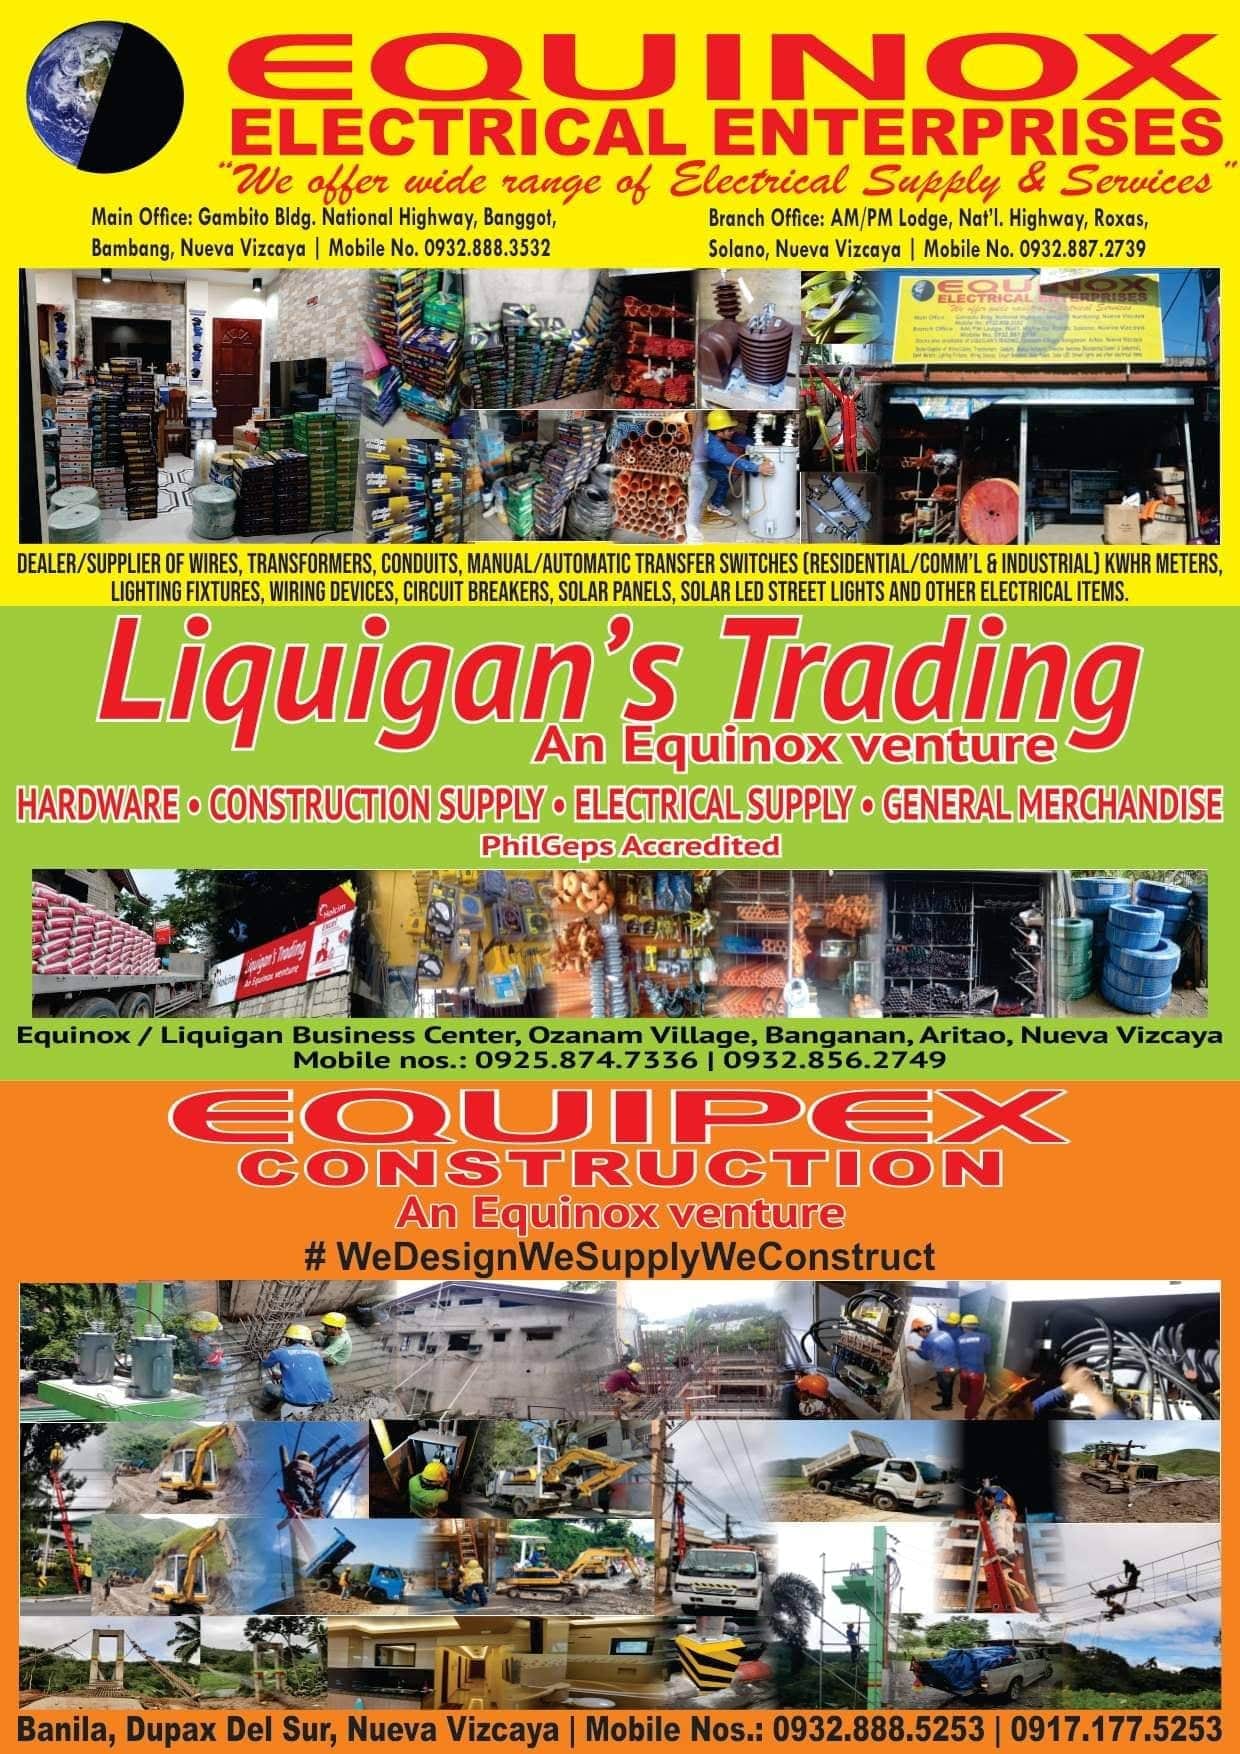 EQUINOX
ELECTRICAL ENTERPRISES
"We offer wide range of Electrical Supply & Services"
Main Office: Gambito Bldg. National Highway, Banggot,
Bambang, Nueva Vizcaya | Mobile No. 0932.888.3532
Branch Office: AM/PM Lodge, Nat'l. Highway, Roxas,
Solano, Nueva Vizcaya | Mobile No. 0932.887.2739
EQUINOX
ELECTRICAL ENTERPRISES
phelps dodge
DEALER/SUPPLIER OF WIRES, TRANSFORMERS, CONDUITS, MANUAL/AUTOMATIC TRANSFER SWITCHES (RESIDENTIAL/COMM'L & INDUSTRIAL) KWHR METERS,
LIGHTING FIXTURES, WIRING DEVICES, CIRCUIT BREAKERS, SOLAR PANELS, SOLAR LED STREET LIGHTS AND OTHER ELECTRICAL ITEMS.
Liquigan's Trading
An Equinox venture
HARDWARE • CONSTRUCTION SUPPLY • ELECTRICAL SUPPLY • GENERAL MERCHANDISE
PhilGeps Accredited
Holcim
Liquigan's Trading
An Equinox venture
Holcim
Equinox / Liquigan Business Center, Ozanam Village, Banganan, Aritao, Nueva Vizcaya
Mobile nos.: 0925.874.7336 | 0932.856.2749
EQUIPEX
CONSTRUCTION
An Equinox venture
# WeDesignWeSupplyWeConstruct
Banila, Dupax Del Sur, Nueva Vizcaya | Mobile Nos.: 0932.888.5253 | 0917.177.5253